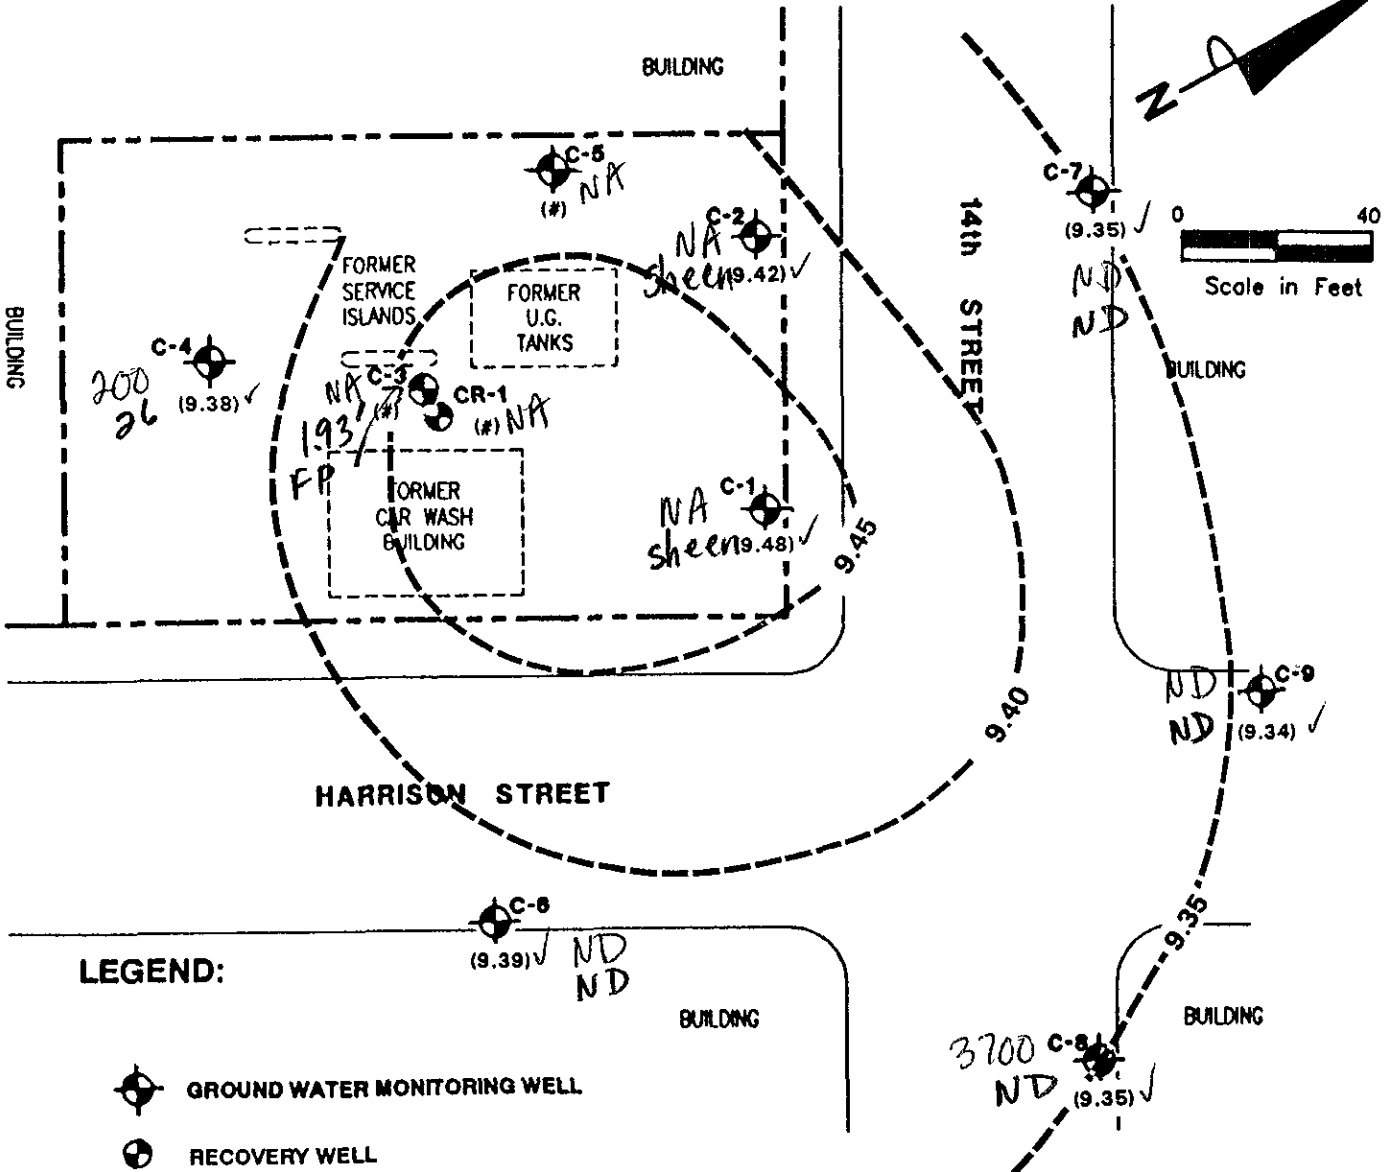 BUILDING
N
C-5
NA
(#)
C-7
(9.35) ✓
ND
ND
0 40
Scale in Feet
C-2
NA
sheen (9.42) ✓
14th STREET
FORMER
SERVICE
ISLANDS
FORMER
U.G.
TANKS
BUILDING
BUILDING
C-4
200
26
(9.38) ✓
NA
C-3
(#)
1.93'
FP
CR-1
(#) NA
FORMER
CAR WASH
BUILDING
C-1
NA
sheen (9.48) ✓
9.45
9.40
C-9
ND
ND
(9.34) ✓
HARRISON STREET
C-6
(9.39) ✓
ND
ND
9.35
LEGEND:
BUILDING
BUILDING
3700
C-8
ND
(9.35) ✓
GROUND WATER MONITORING WELL
RECOVERY WELL